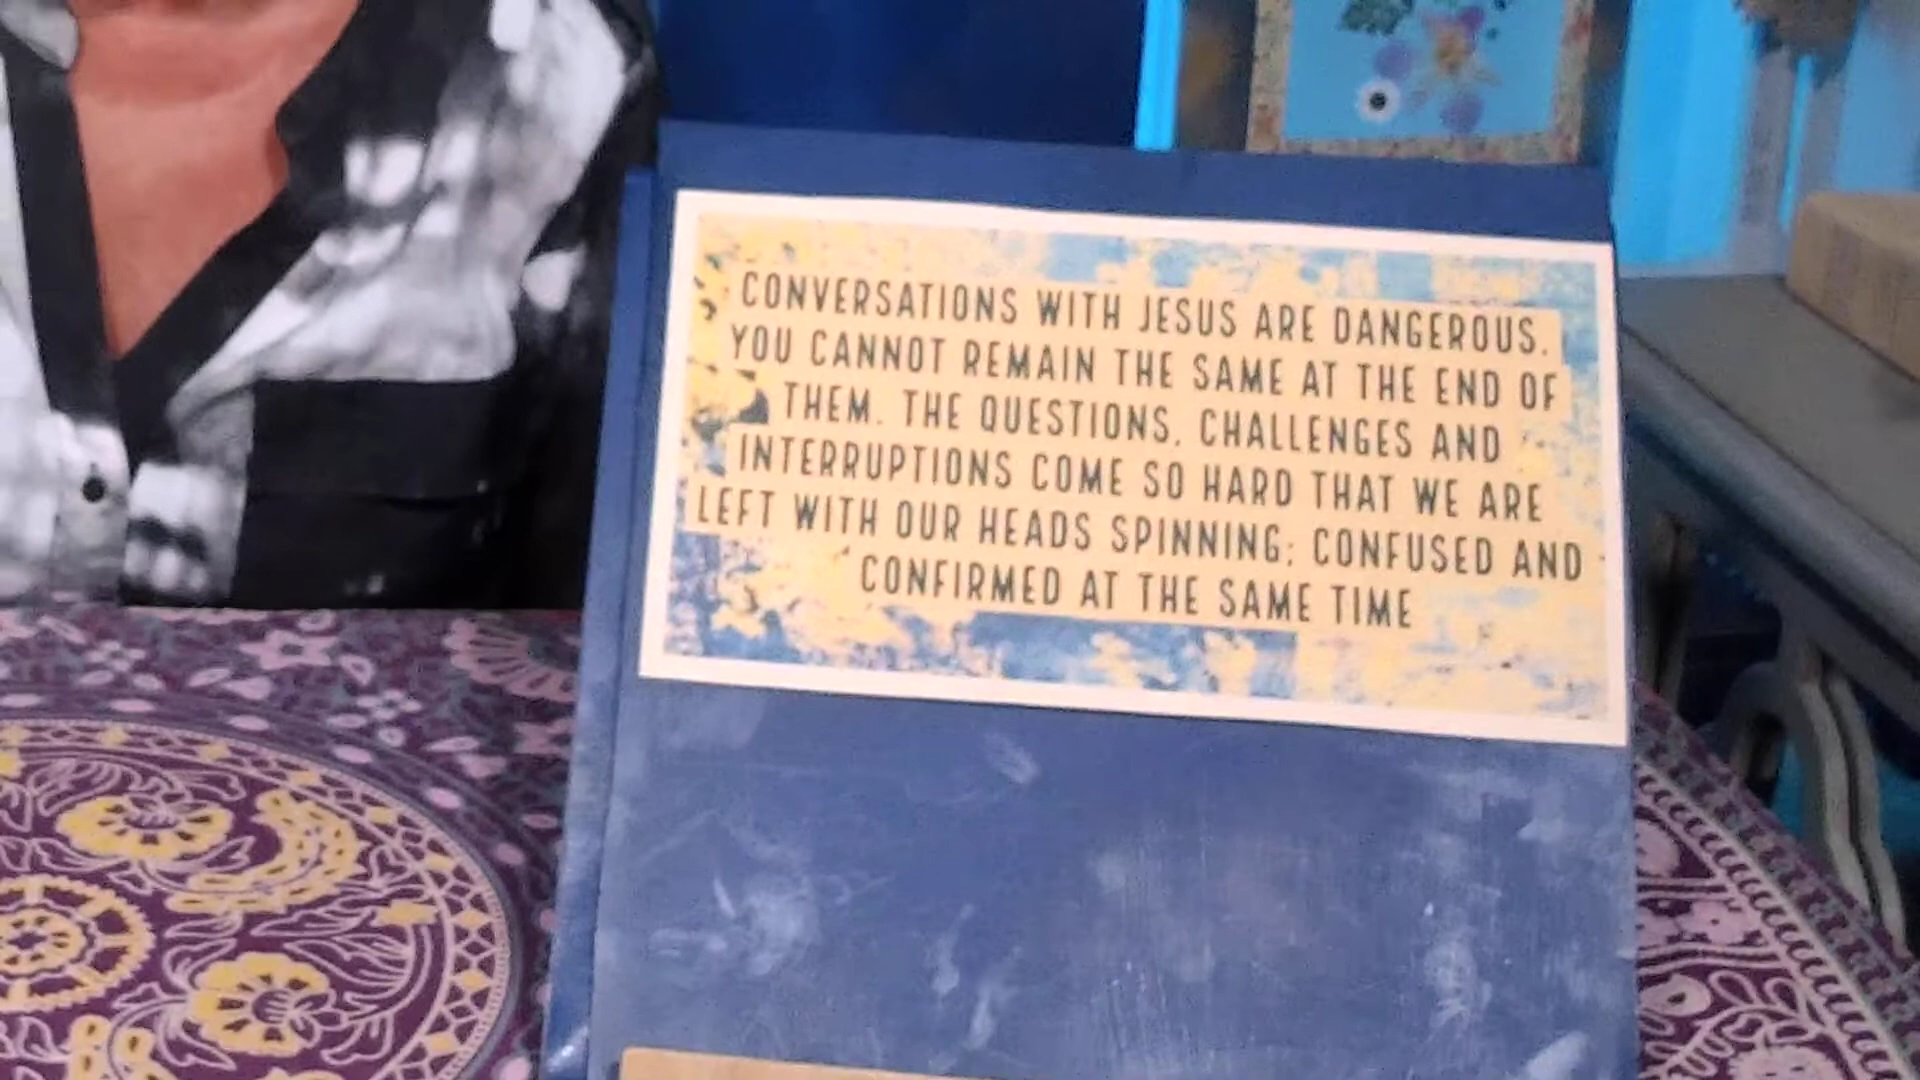 CONVERSATIONS WITH JESUS ARE DANGEROUS.
YOU CANNOT REMAIN THE SAME AT THE END OF
THEM. THE QUESTIONS, CHALLENGES AND
INTERRUPTIONS COME SO HARD THAT WE ARE
LEFT WITH OUR HEADS SPINNING; CONFUSED AND
CONFIRMED AT THE SAME TIME